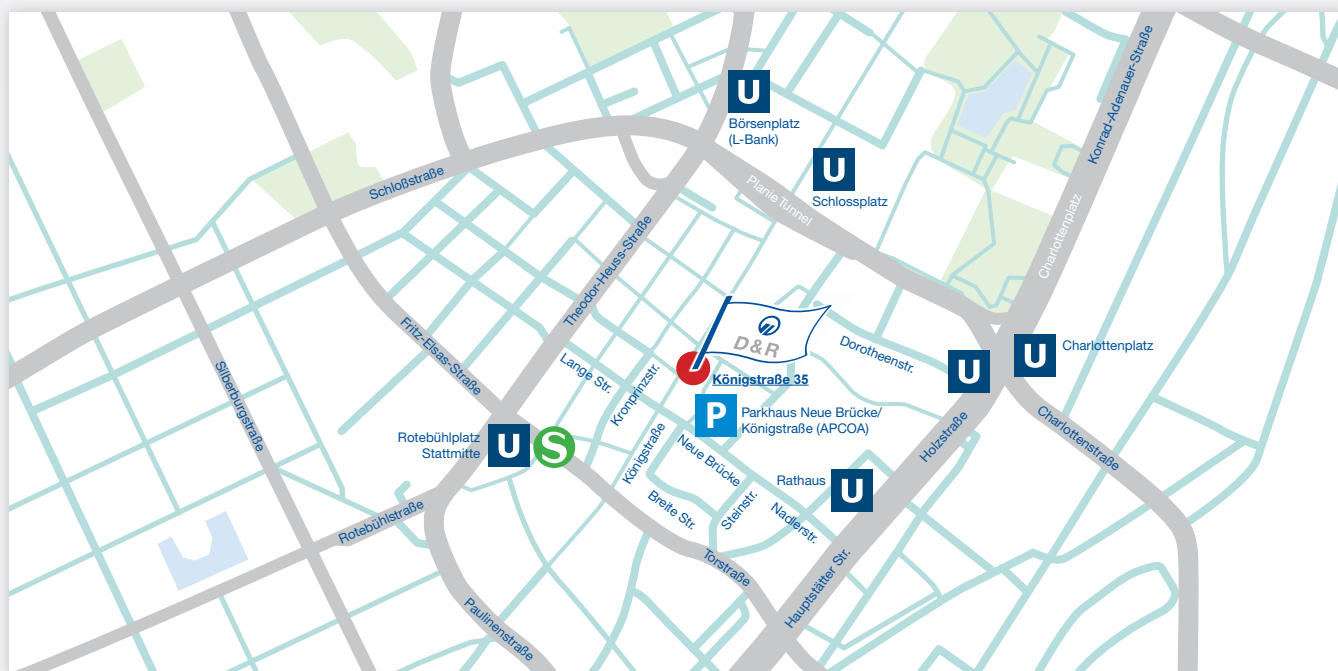 U
Börsenplatz
(L-Bank)
U
Schlossplatz
Konrad-Adenauer-Straße
Schloßstraße
Planie Tunnel
Charlottenplatz
Theodor-Heuss-Straße
D&R
Dorotheenstr.
U
U
Charlottenplatz
Fritz-Elsas-Straße
Lange Str.
Kronprinzstr.
Königstraße 35
Silberburgstraße
P
Parkhaus Neue Brücke/
Königstraße (APCOA)
Charlottenstraße
Holzstraße
Rotebühlplatz
Stattmitte
U
S
Königstraße
Neue Brücke
Rathaus
U
Breite Str.
Steinstr.
Nadlerstr.
Rotebühlstraße
Torstraße
Hauptstätter Str.
Paulinenstraße